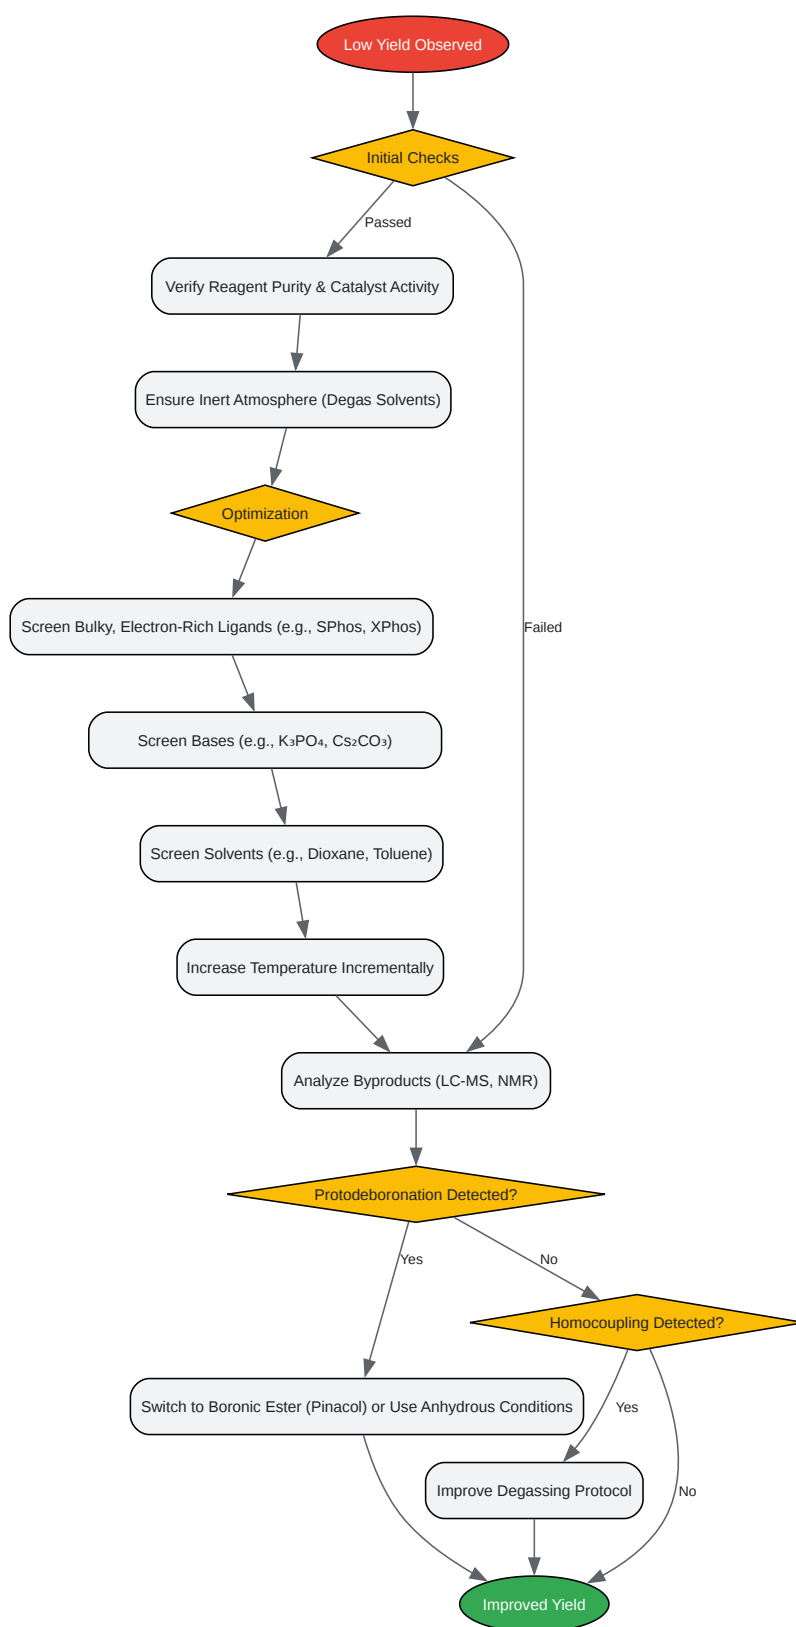 Low Yield Observed
Initial Checks
Passed
Verify Reagent Purity & Catalyst Activity
Ensure Inert Atmosphere (Degas Solvents)
Optimization
Screen Bulky, Electron-Rich Ligands (e.g., SPhos, XPhos)
Failed
Screen Bases (e.g., K₃PO₄, Cs₂CO₃)
Screen Solvents (e.g., Dioxane, Toluene)
Increase Temperature Incrementally
Analyze Byproducts (LC-MS, NMR)
Protodeboronation Detected?
Yes
No
Homocoupling Detected?
Switch to Boronic Ester (Pinacol) or Use Anhydrous Conditions
Yes
Improve Degassing Protocol
No
Improved Yield